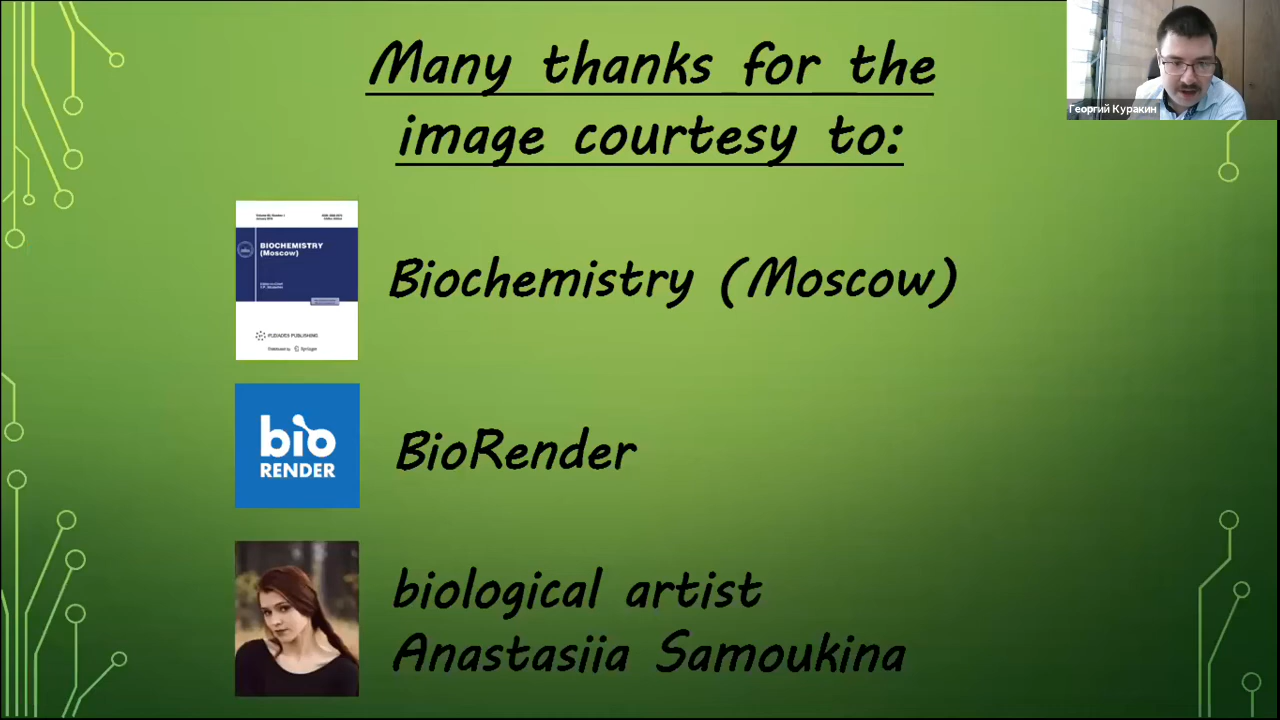 Many thanks for the
image courtesy to:
Георгий Куракин
BIOCHEMISTRY
(Moscow)
PLEIADES PUBLISHING
Springer
Biochemistry (Moscow)
bio
RENDER
BioRender
biological artist
Anastasiia Samoukina